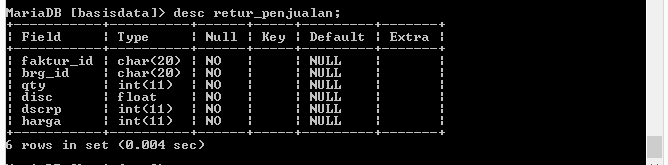 MariaDB [basisdata]> desc retur_penjualan;
+-----------+----------+------+-----+---------+-------+
| Field     | Type     | Null | Key | Default | Extra |
+-----------+----------+------+-----+---------+-------+
| faktur_id | char(20) | NO   |     | NULL    |       |
| brg_id    | char(20) | NO   |     | NULL    |       |
| qty       | int(11)  | NO   |     | NULL    |       |
| disc      | float    | NO   |     | NULL    |       |
| dscrp     | int(11)  | NO   |     | NULL    |       |
| harga     | int(11)  | NO   |     | NULL    |       |
+-----------+----------+------+-----+---------+-------+
6 rows in set (0.004 sec)